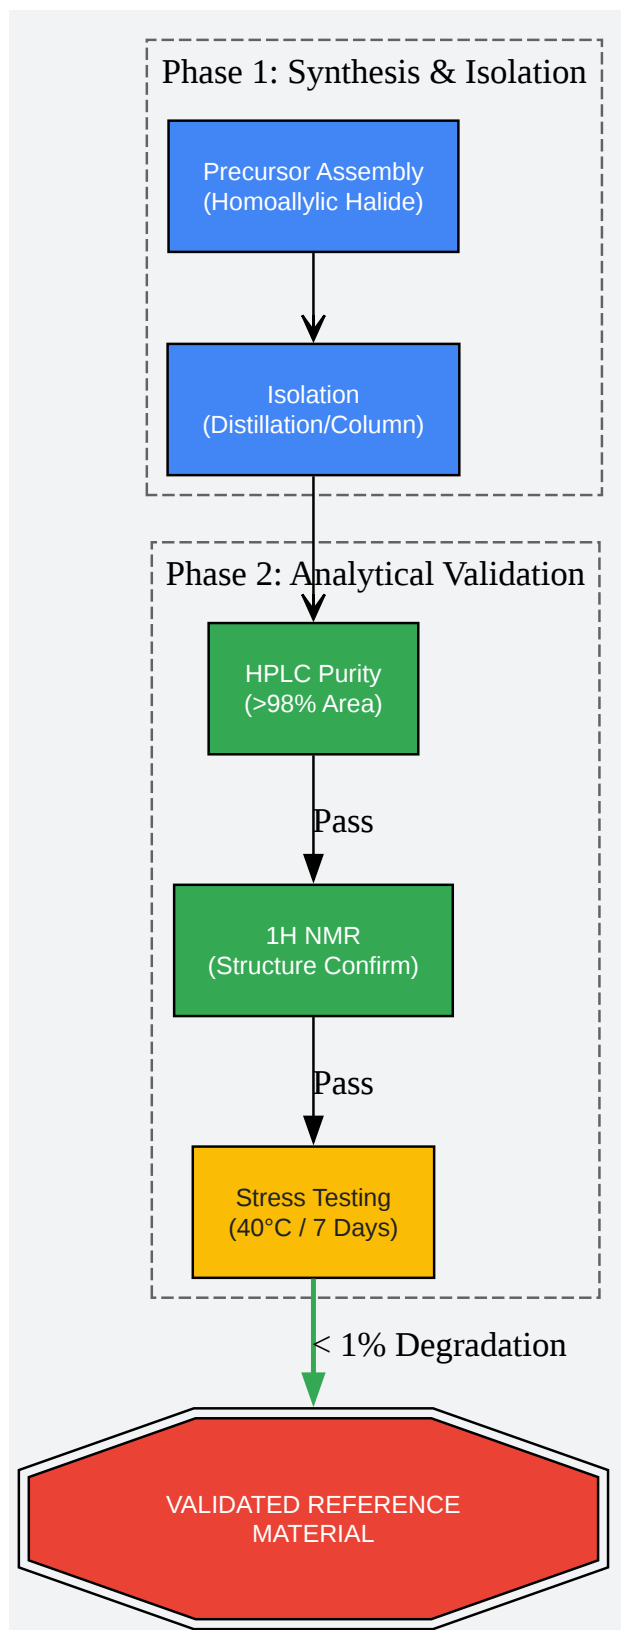 Phase 1: Synthesis & Isolation
Precursor Assembly
(Homoallylic Halide)
Isolation
(Distillation/Column)
Phase 2: Analytical Validation
HPLC Purity
(>98% Area)
Pass
1H NMR
(Structure Confirm)
Pass
Stress Testing
(40°C / 7 Days)
< 1% Degradation
VALIDATED REFERENCE
MATERIAL